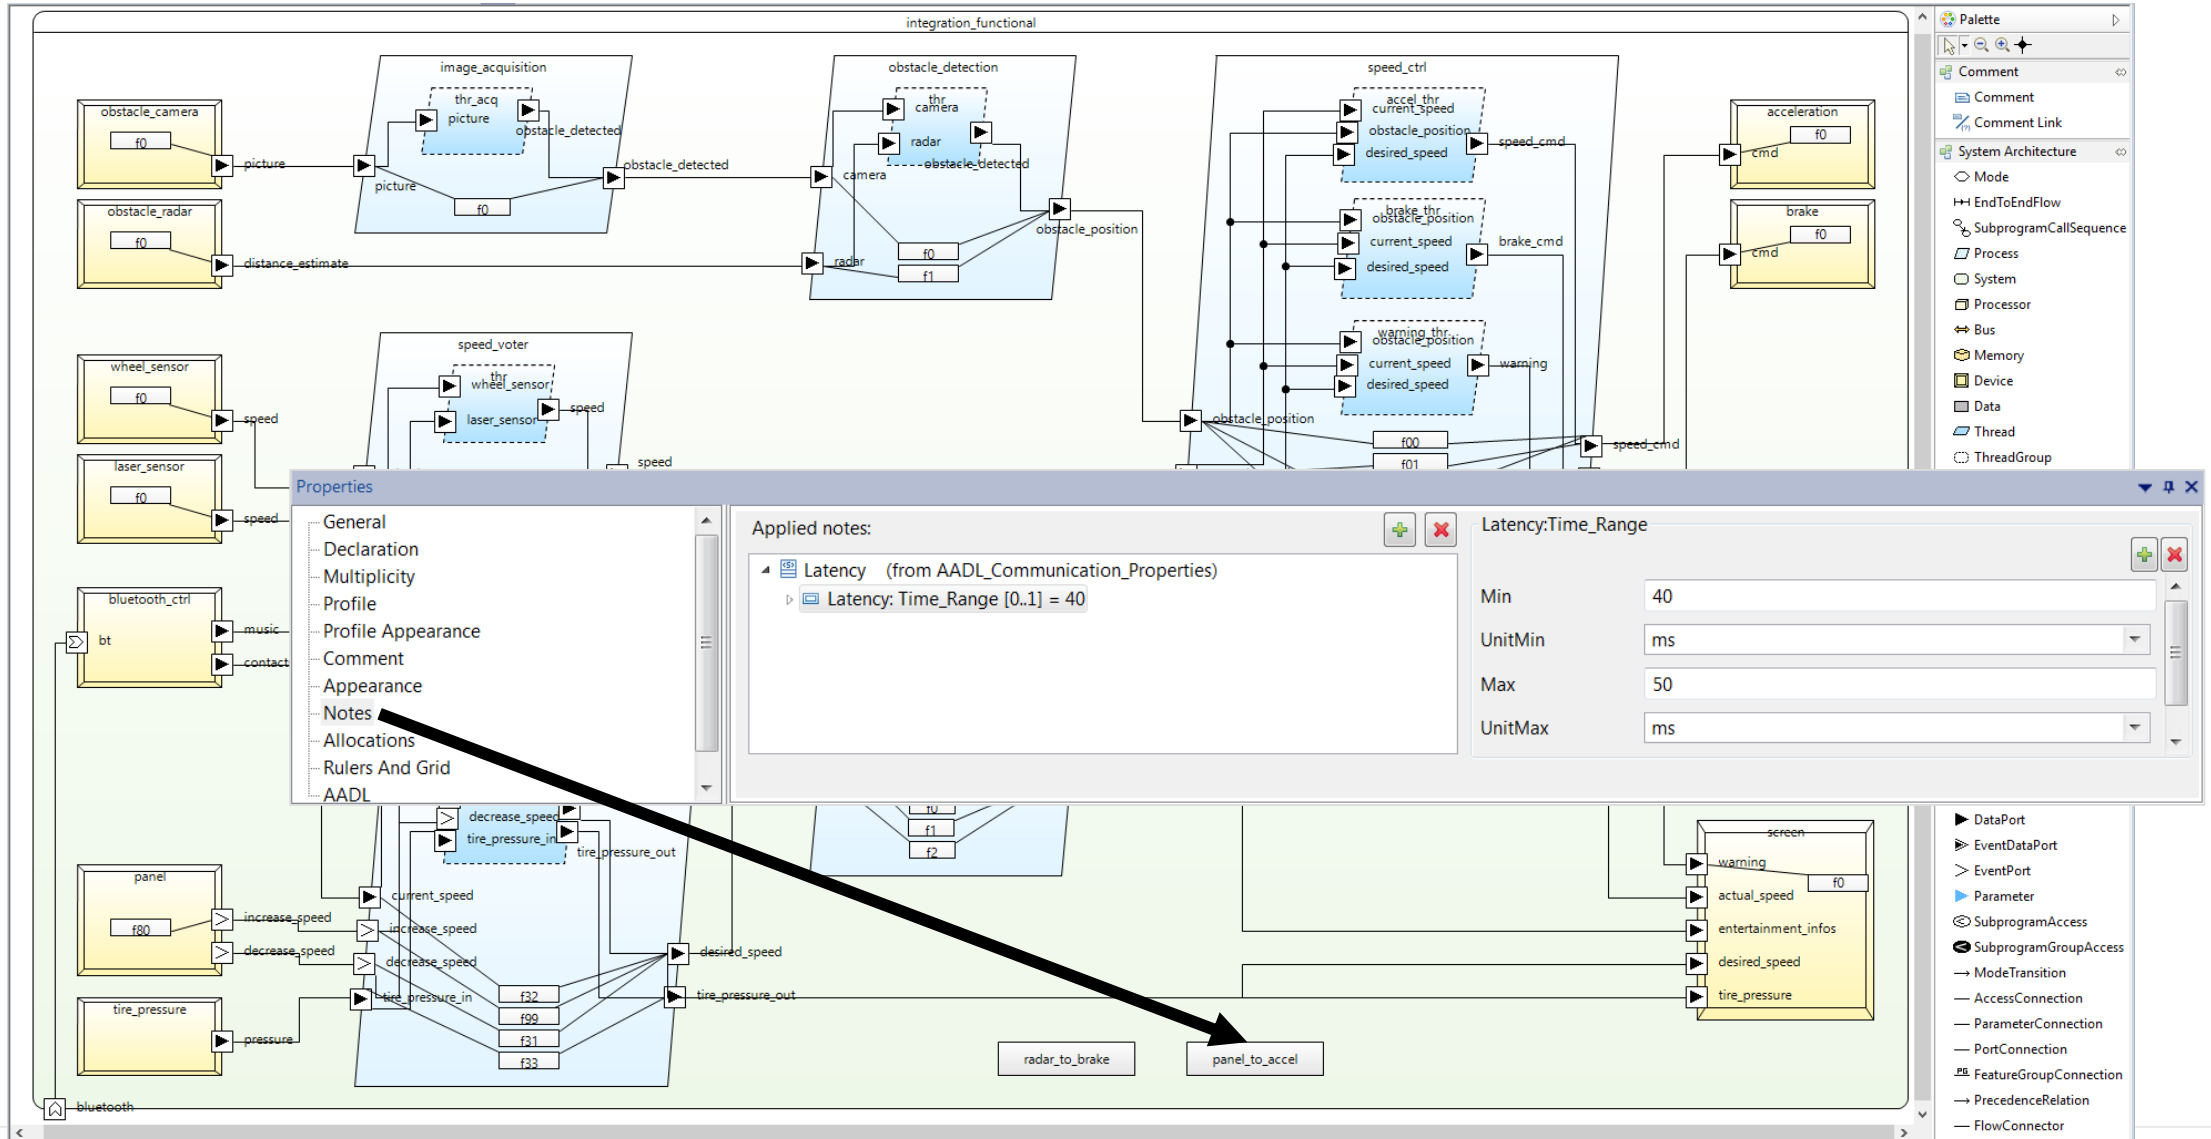 integration_functional
image_acquisition
thr_acq
picture
obstacle_detected
picture
f0
obstacle_detected
obstacle_detection
thr
camera
radar
obstacle_detected
camera
radar
f0
f1
obstacle_position
speed_ctrl
accel_thr
current_speed
obstacle_position
desired_speed
speed_cmd
brake_thr
obstacle_position
current_speed
desired_speed
brake_cmd
warning_thr
obstacle_position
current_speed
desired_speed
warning
obstacle_position
f00
f01
speed_cmd
acceleration
f0
cmd
brake
f0
cmd
obstacle_camera
f0
picture
obstacle_radar
f0
distance_estimate
wheel_sensor
f0
speed
laser_sensor
f0
speed
speed_voter
thr
wheel_sensor
laser_sensor
speed
speed
bluetooth_ctrl
bt
music
contact
Properties
General
Declaration
Multiplicity
Profile
Profile Appearance
Comment
Appearance
Notes
Allocations
Rulers And Grid
AADL
Applied notes:
Latency (from AADL_Communication_Properties)
Latency: Time_Range [0..1] = 40
Latency:Time_Range
Min
40
UnitMin
ms
Max
50
UnitMax
ms
decrease_speed
tire_pressure_in
tire_pressure_out
current_speed
increase_speed
decrease_speed
tire_pressure_in
f32
f99
f31
f33
desired_speed
tire_pressure_out
f0
f1
f2
panel
f80
increase_speed
decrease_speed
tire_pressure
pressure
bluetooth
radar_to_brake
panel_to_accel
screen
warning
f0
actual_speed
entertainment_infos
desired_speed
tire_pressure
Palette
Comment
Comment
Comment Link
System Architecture
Mode
EndToEndFlow
SubprogramCallSequence
Process
System
Processor
Bus
Memory
Device
Data
Thread
ThreadGroup
DataPort
EventDataPort
EventPort
Parameter
SubprogramAccess
SubprogramGroupAccess
ModeTransition
AccessConnection
ParameterConnection
PortConnection
FeatureGroupConnection
PrecedenceRelation
FlowConnector